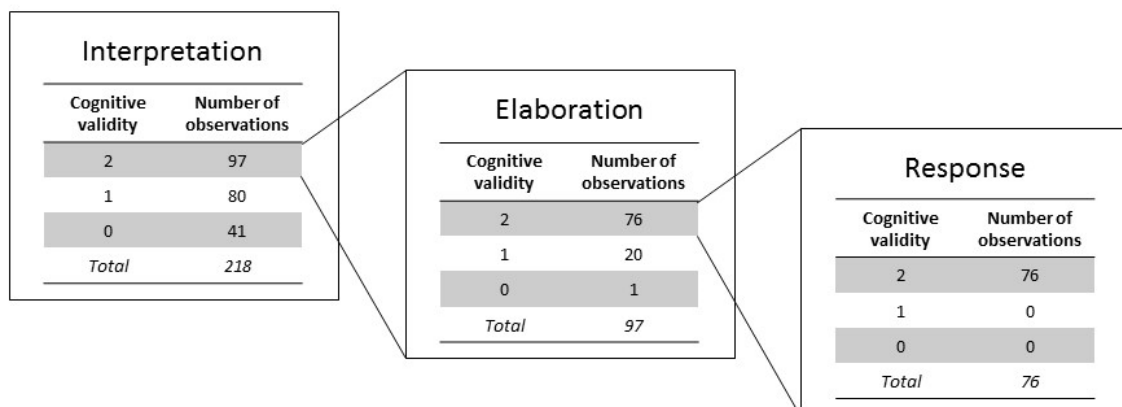 Interpretation
Cognitive validity Number of observations
2 97
1 80
0 41
Total 218
Elaboration
Cognitive validity Number of observations
2 76
1 20
0 1
Total 97
Response
Cognitive validity Number of observations
2 76
1 0
0 0
Total 76